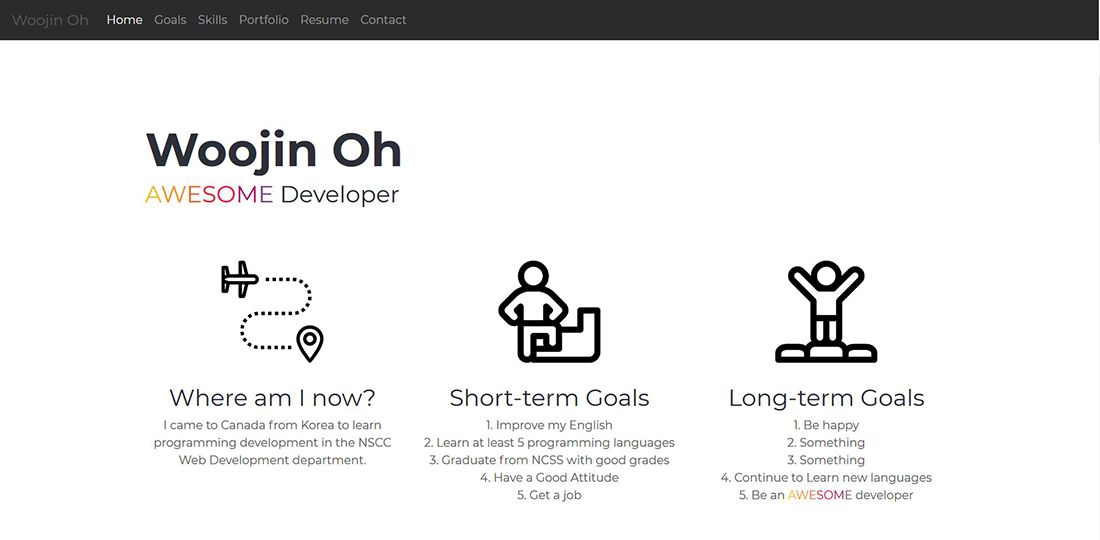 Woojin Oh Home Goals Skills Portfolio Resume Contact
Woojin Oh
AWESOME Developer
Where am I now?
I came to Canada from Korea to learn
programming development in the NSCC
Web Development department.
Short-term Goals
1. Improve my English
2. Learn at least 5 programming languages
3. Graduate from NCSS with good grades
4. Have a Good Attitude
5. Get a job
Long-term Goals
1. Be happy
2. Something
3. Something
4. Continue to Learn new languages
5. Be an AWESOME developer